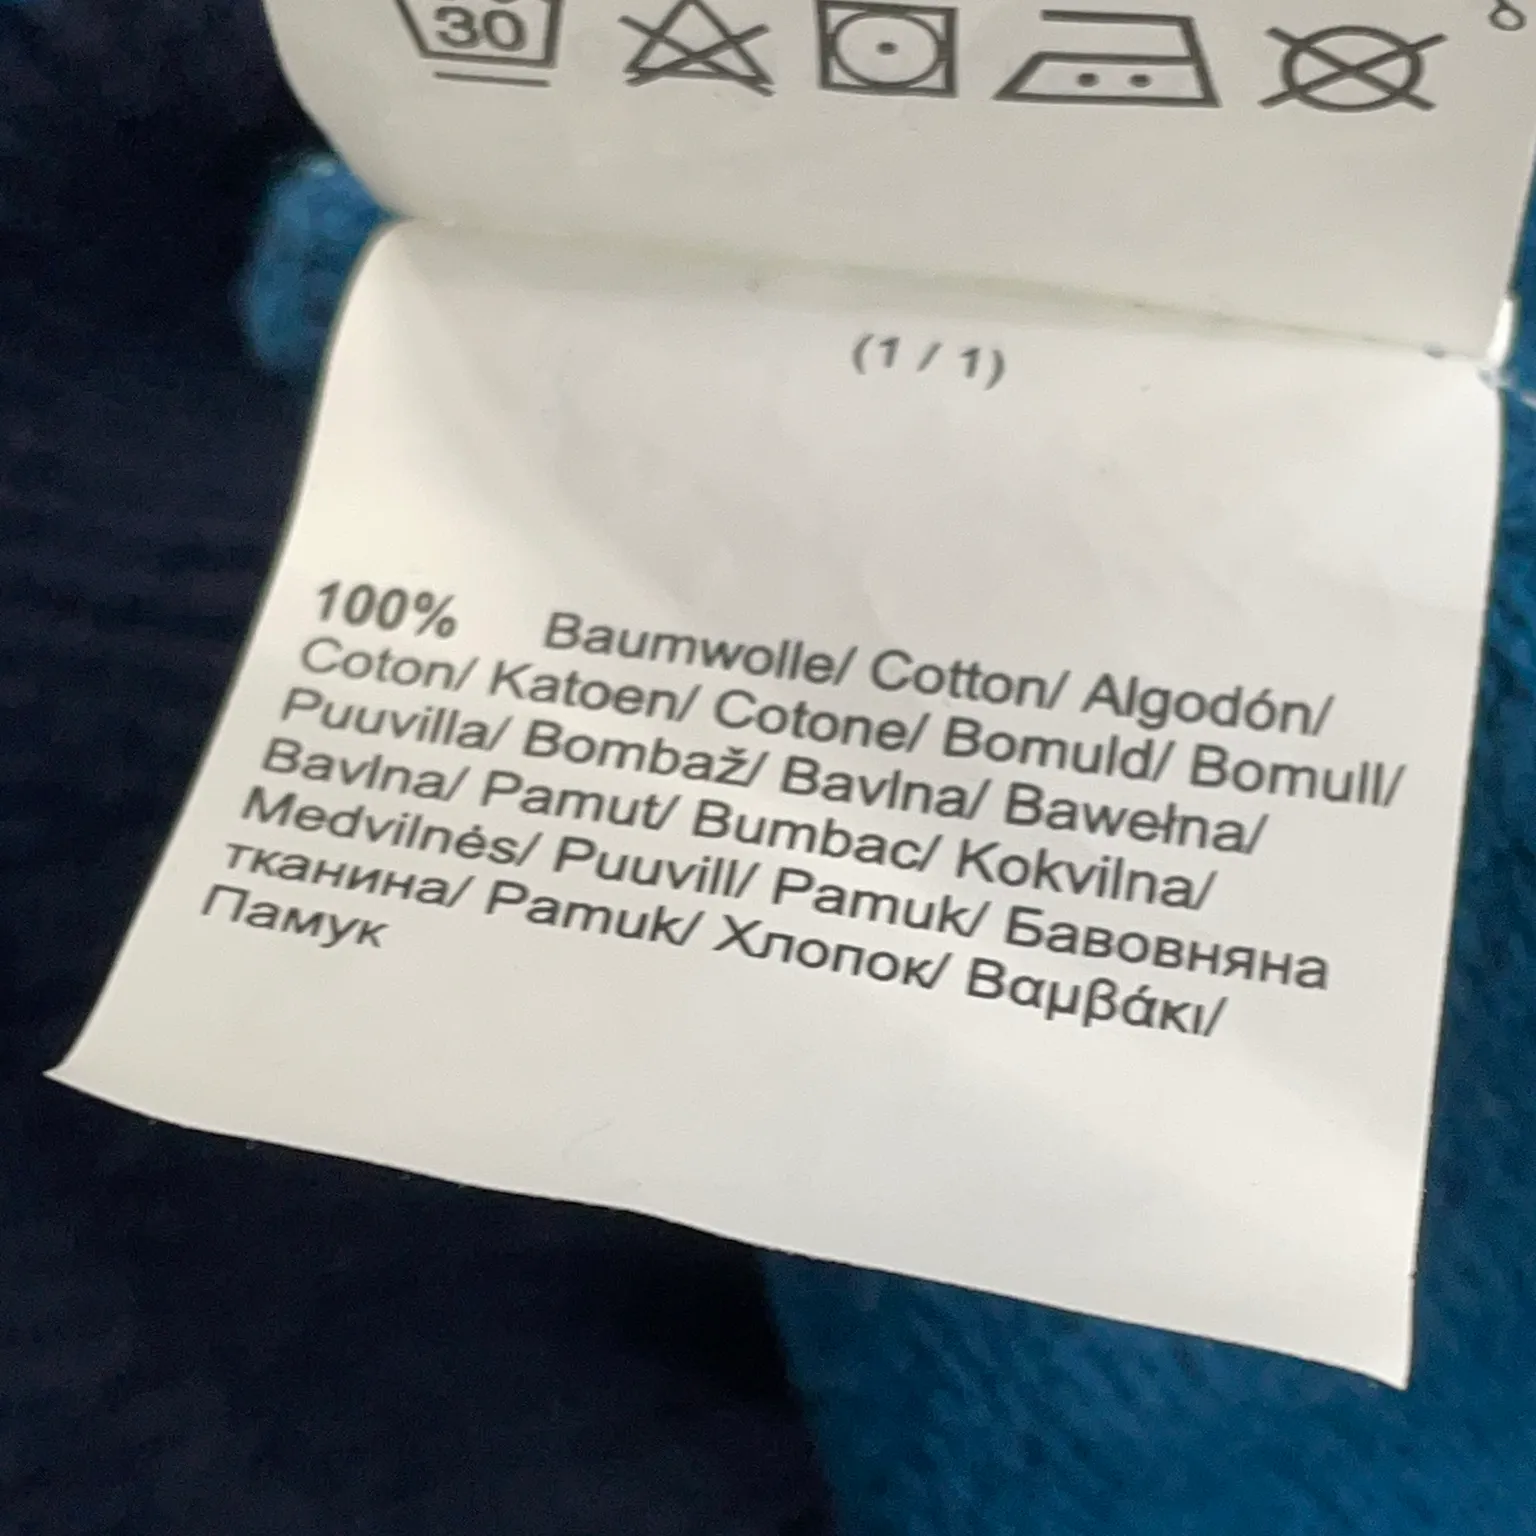 30
(1 / 1)
100% Baumwolle/ Cotton/ Algodón/
Coton/ Katoen/ Cotone/ Bomuld/ Bomull/
Puuvilla/ Bombaž/ Bavlna/ Bawełna/
Bavlna/ Pamut/ Bumbac/ Kokvilna/
Medvilnės/ Puuvill/ Pamuk/ Бавовняна
тканина/ Pamuk/ Хлопок/ Βαμβάκι/
Памук